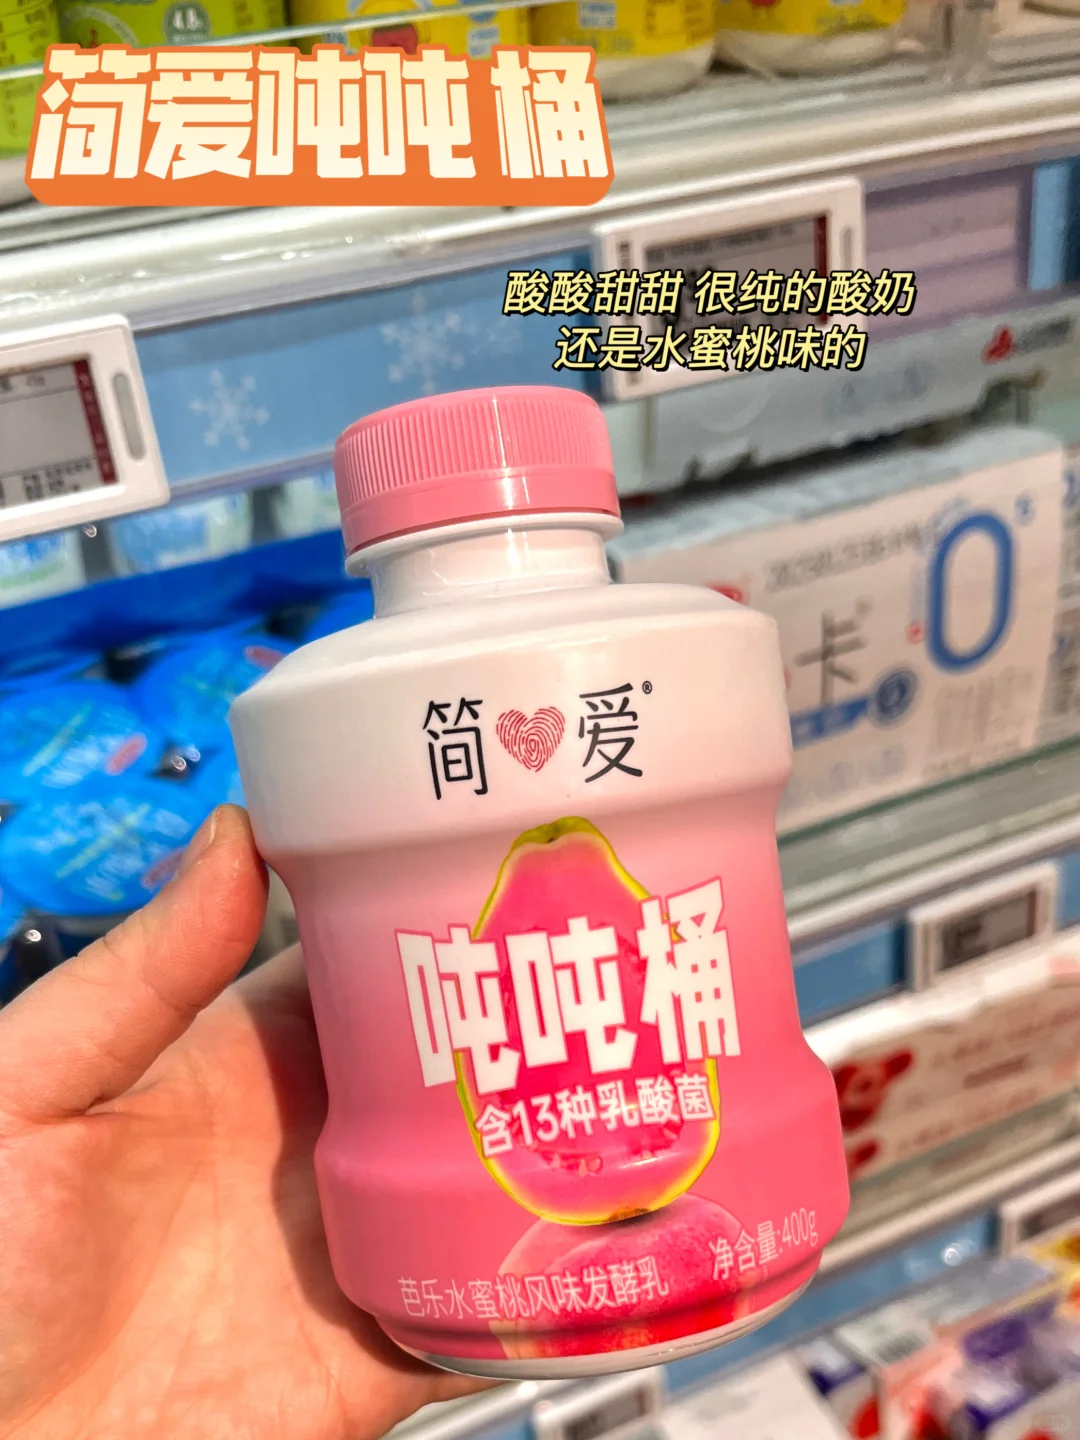 简爱吨吨桶
酸酸甜甜 很纯的酸奶
还是水蜜桃味的
简爱®
吨吨桶
含13种乳酸菌
芭乐水蜜桃风味发酵乳
净含量:400g
卡
0